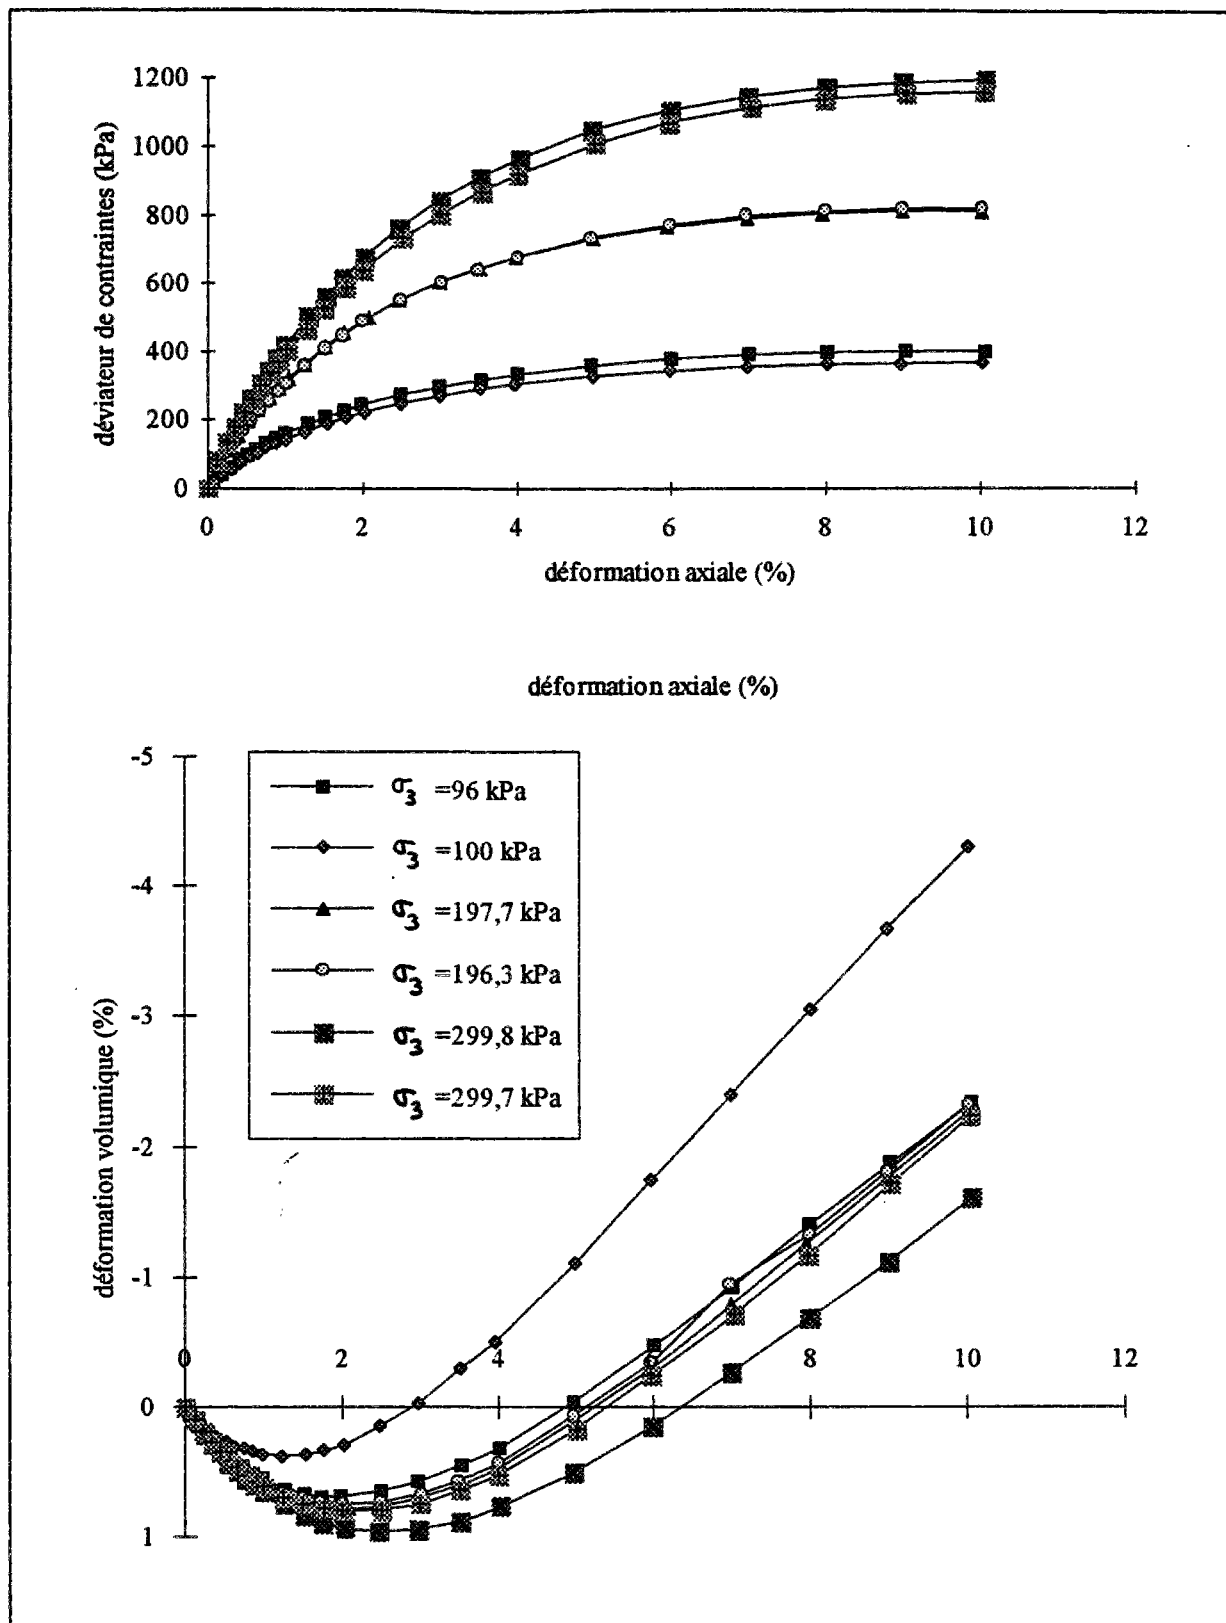 1200
1000
800
600
400
200
0
déviateur de contraintes (kPa)
0 2 4 6 8 10 12
déformation axiale (%)
déformation axiale (%)
-5
-4
-3
-2
-1
0
1
déformation volumique (%)
σ3 =96 kPa
σ3 =100 kPa
σ3 =197,7 kPa
σ3 =196,3 kPa
σ3 =299,8 kPa
σ3 =299,7 kPa
0 2 4 6 8 10 12